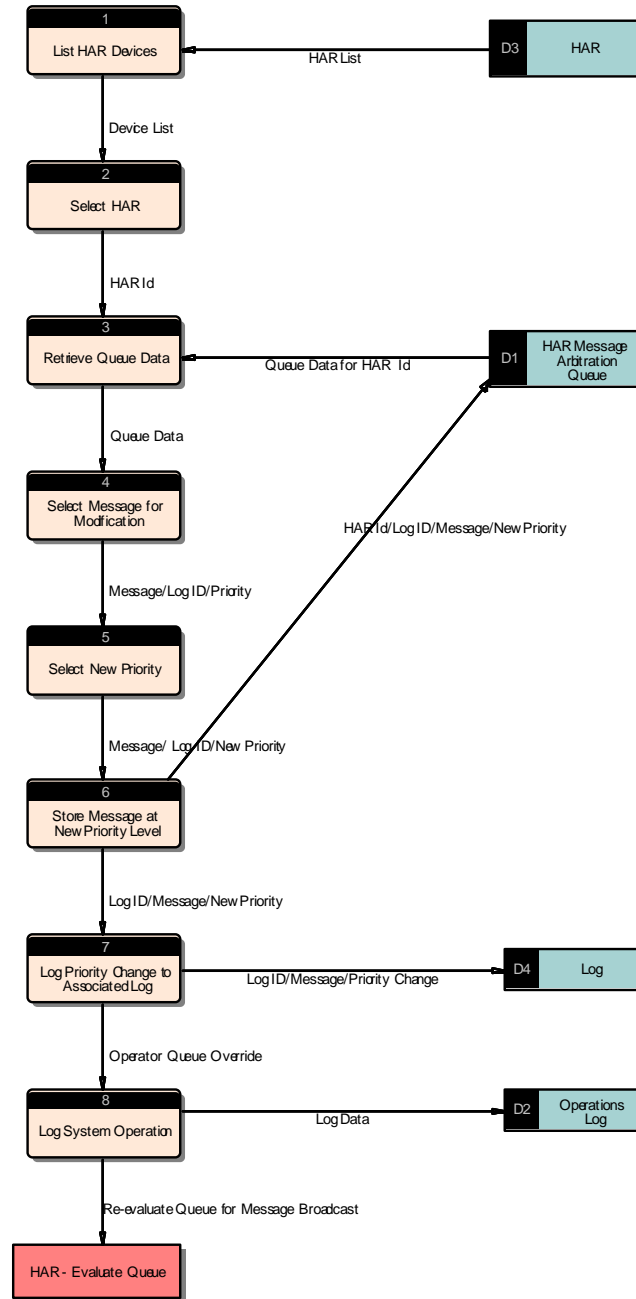 1
List HAR Devices
D3
HAR
HAR List
Device List
2
Select HAR
HAR Id
3
Retrieve Queue Data
D1
HAR Message
Arbitration
Queue
Queue Data for HAR Id
Queue Data
4
Select Message for
Modfication
HAR Id/Log ID/Message/New Priority
Message/Log ID/Priority
5
Select New Priority
Message/ Log ID/New Priority
6
Store Message at
New Priority Level
Log ID/Message/New Priority
7
Log Priority Change to
Associated Log
D4
Log
Log ID/Message/Priority Change
Operator Queue Override
8
Log System Operation
D2
Operations
Log
Log Data
Re-evaluate Queue for Message Broadcast
HAR - Evaluate Queue